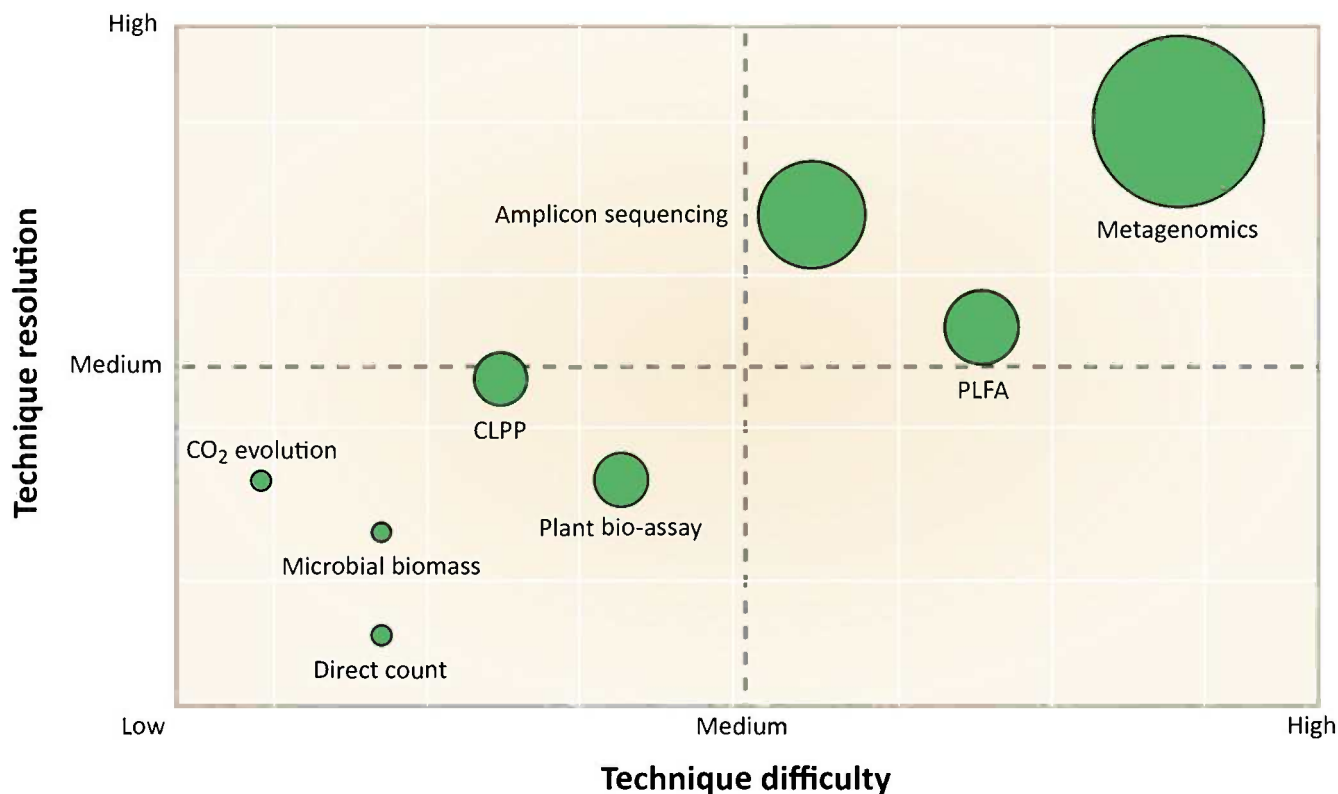 High
Technique resolution
Amplicon sequencing
Metagenomics
Medium
PLFA
CLPP
CO₂ evolution
Plant bio-assay
Microbial biomass
Direct count
Low
Medium
High
Technique difficulty